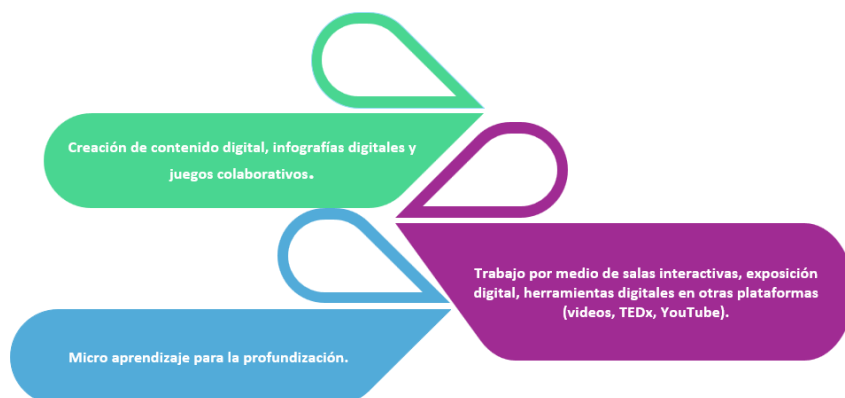 Creación de contenido digital, infografías digitales y
juegos colaborativos.
Trabajo por medio de salas interactivas, exposición
digital, herramientas digitales en otras plataformas
(videos, TEDx, YouTube).
Micro aprendizaje para la profundización.